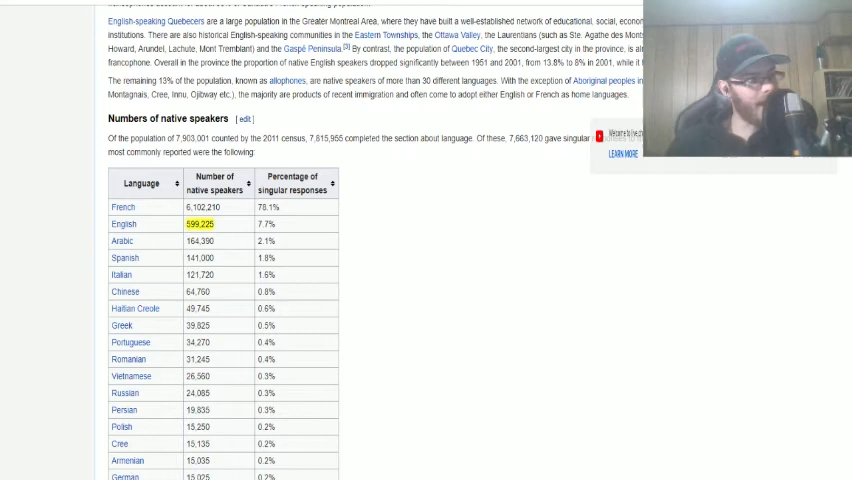 English-speaking Quebecers are a large population in the Greater Montreal Area, where they have built a well-established network of educational, social,
institutions. There are also historical English-speaking communities in the Eastern Townships, the Ottawa Valley, the Laurentians (such as Ste. Agathe des
Howard, Arundel, Lachute, Mont Tremblant) and the Gaspé Peninsula.[3] By contrast, the population of Quebec City, the second-largest city in the province, is
francophone. Overall in the province the proportion of native English speakers dropped significantly between 1951 and 2001, from 13.8% to 8% in 2001, while
The remaining 13% of the population, known as allophones, are native speakers of more than 30 different languages. With the exception of Aboriginal peoples in
Montagnais, Cree, Innu, Ojibway etc.), the majority are products of recent immigration and often come to adopt either English or French as home languages.
Numbers of native speakers [edit]
Of the population of 7,903,001 counted by the 2011 census, 7,815,955 completed the section about language. Of these, 7,663,120 gave singular
most commonly reported were the following:
Welcome to live
LEARN MORE
Language Number of native speakers Percentage of singular responses
French 6,102,210 78.1%
English 599,225 7.7%
Arabic 164,390 2.1%
Spanish 141,000 1.8%
Italian 121,720 1.6%
Chinese 64,760 0.8%
Haitian Creole 49,745 0.6%
Greek 39,825 0.5%
Portuguese 34,270 0.4%
Romanian 31,245 0.4%
Vietnamese 26,560 0.3%
Russian 24,085 0.3%
Persian 19,835 0.3%
Polish 15,250 0.2%
Cree 15,135 0.2%
Armenian 15,035 0.2%
German 15,025 0.2%